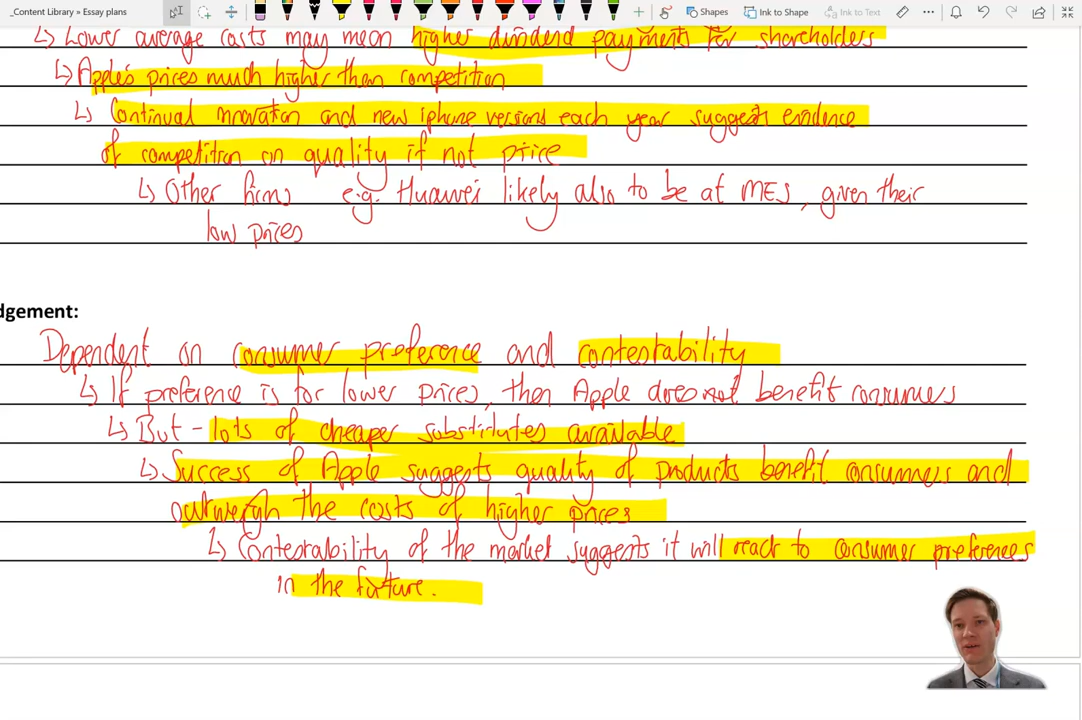 _Content Library » Essay plans
Shapes
Ink to Shape
Ink to Text
↳ Lower average costs may mean higher dividend payments for shareholders
↳ Apple's prices much higher than competition
↳ Continual innovation and new iphone versions each year suggests evidence
of competition on quality if not price
↳ Other firms e.g. Huawei likely also to be at MES, given their
low prices
dgement:
Dependent on consumer preference and contestability
↳ If preference is for lower prices, then Apple does not benefit consumers
↳ But - lots of cheaper substitutes available
↳ Success of Apple suggests quality of products benefit consumers and
outweigh the costs of higher prices
↳ Contestability of the market suggests it will react to consumer preferences
in the future.